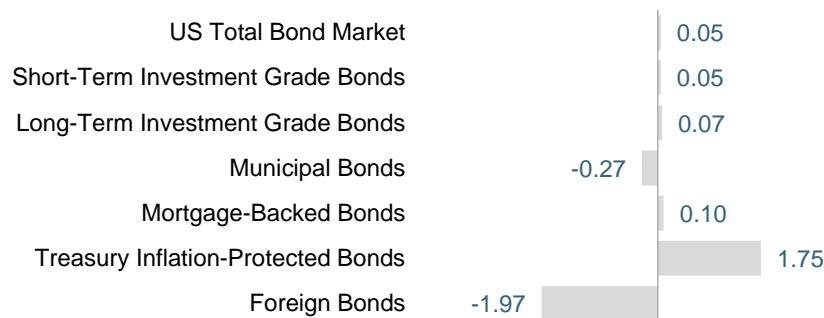 US Total Bond Market 0.05
Short-Term Investment Grade Bonds 0.05
Long-Term Investment Grade Bonds 0.07
Municipal Bonds -0.27
Mortgage-Backed Bonds 0.10
Treasury Inflation-Protected Bonds 1.75
Foreign Bonds -1.97